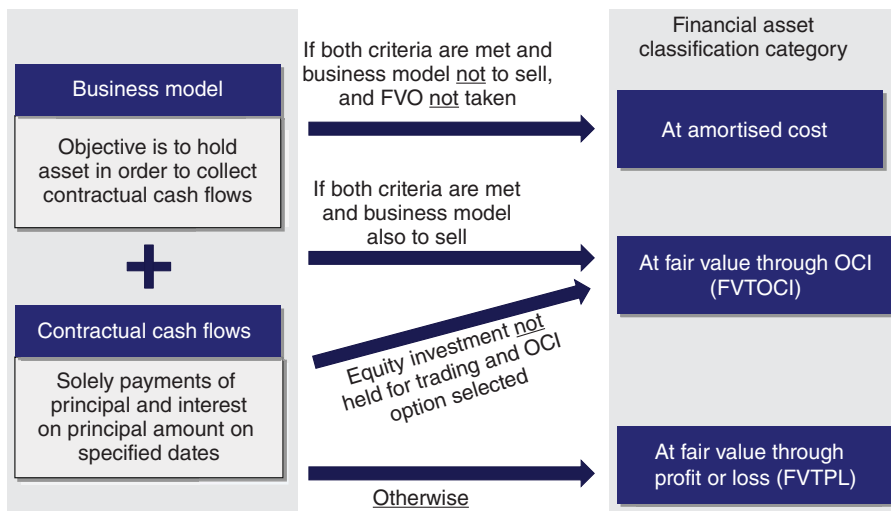 Business model
Objective is to hold
asset in order to collect
contractual cash flows
+
Contractual cash flows
Solely payments of
principal and interest
on principal amount on
specified dates
If both criteria are met and
business model not to sell,
and FVO not taken
If both criteria are met
and business model
also to sell
Equity investment not
held for trading and OCI
option selected
Otherwise
Financial asset
classification category
At amortised cost
At fair value through OCI
(FVTOCI)
At fair value through
profit or loss (FVTPL)